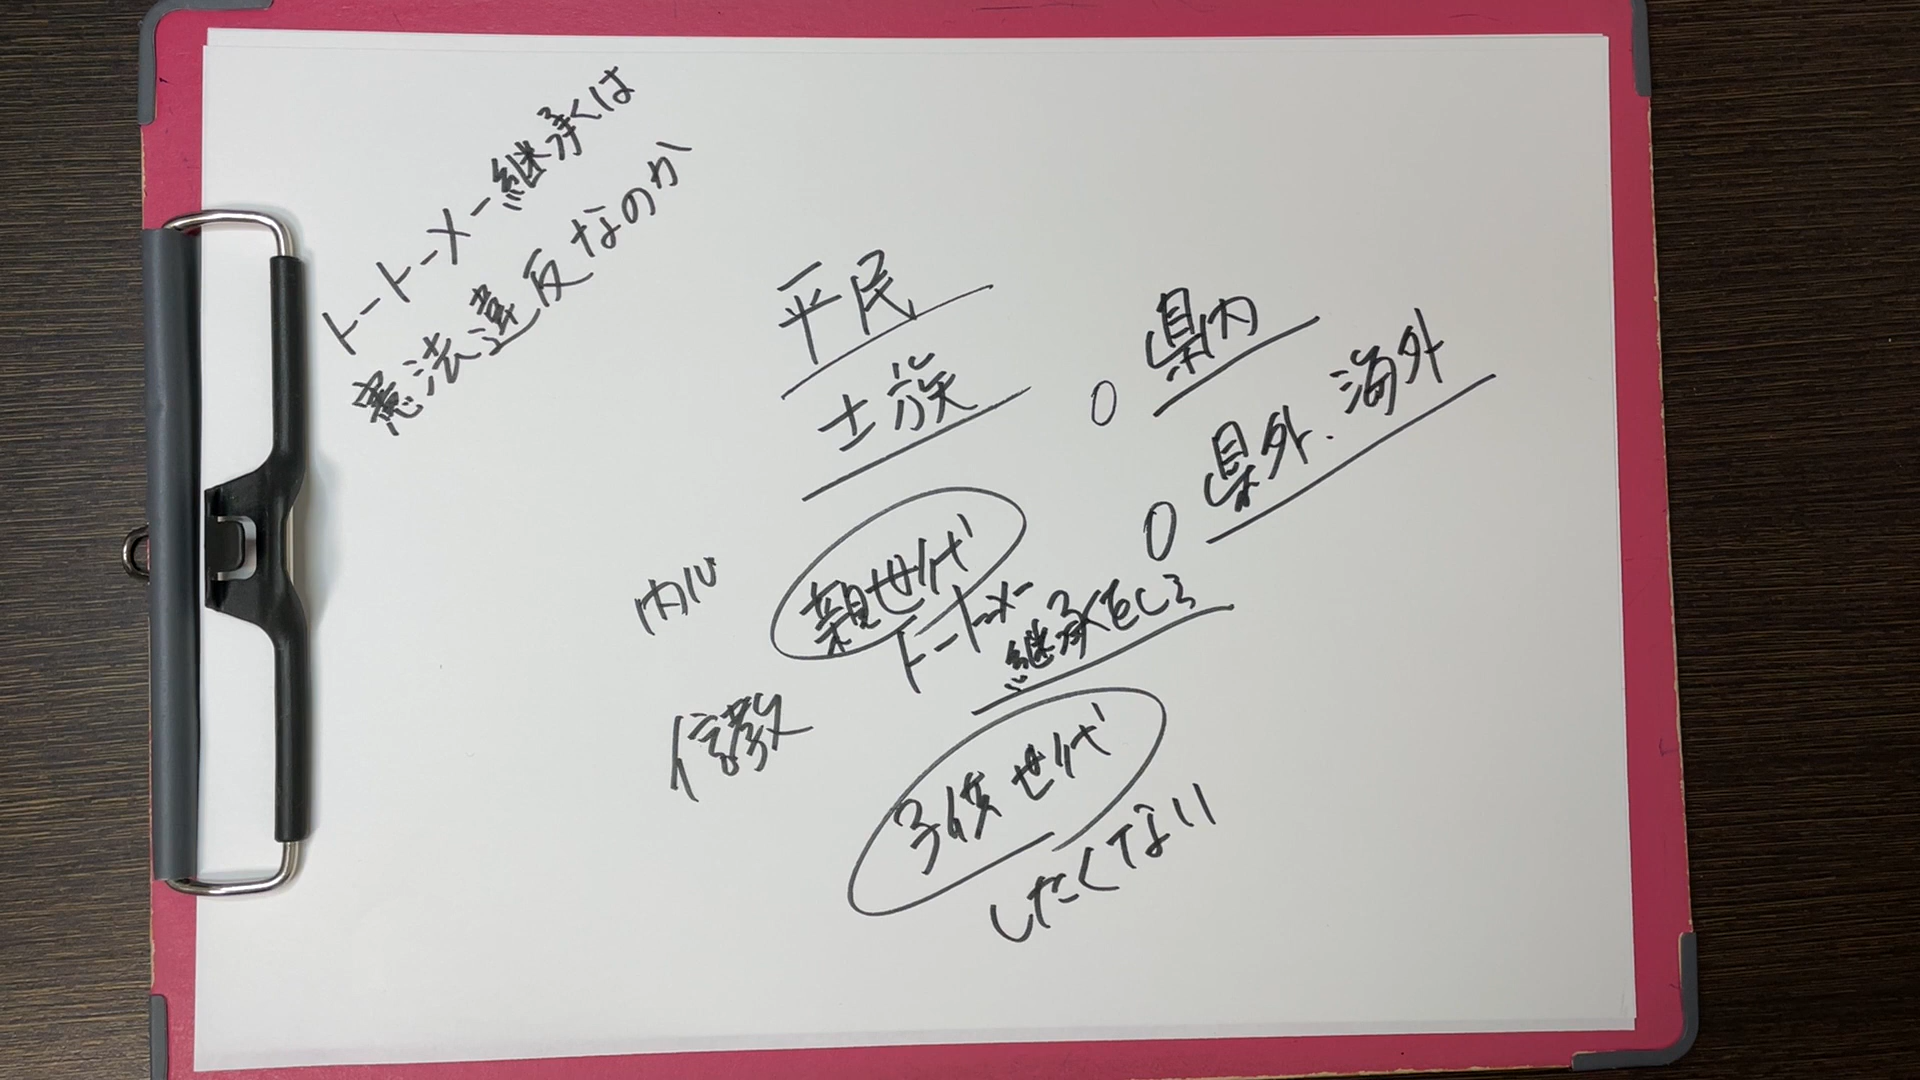 トートーメー継承は
憲法違反なのか
平民
士族
県内
県外、海外
内心
信教
親世代
トートーメー
継承をしろ
子供世代
したくない